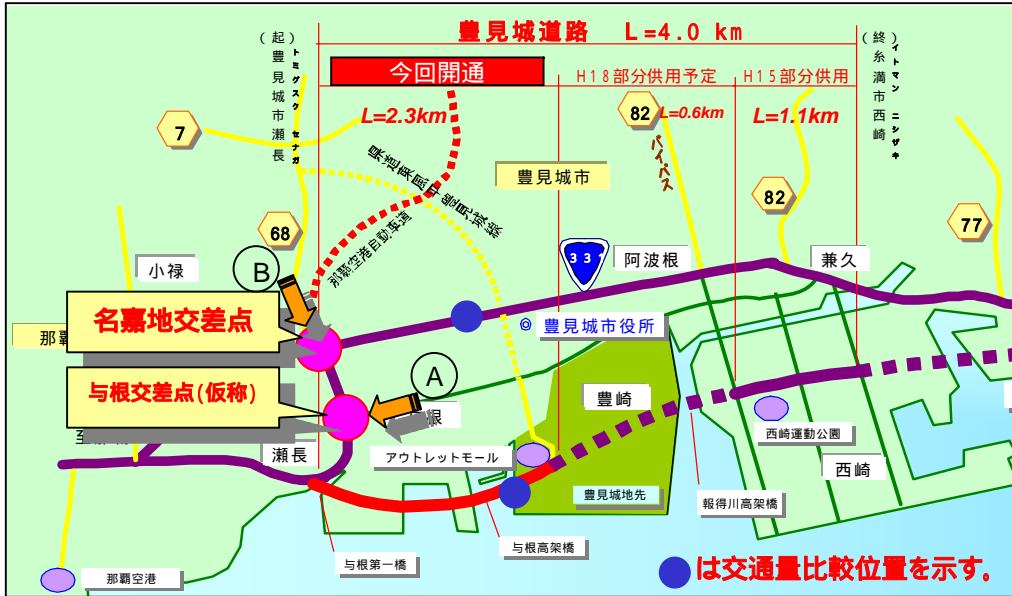 豊見城道路 L=4.0 km
(起)豊見城市瀬長
トミグスク セナガ
(終)糸満市西崎
イトマン ニシザキ
今回開通
H18部分供用予定
H15部分供用
L=2.3km
L=0.6km
L=1.1km
7
82
バイパス
82
77
68
豊見城市
県道東風平豊見城線
那覇空港自動車道
小禄
B
331
阿波根
兼久
名嘉地交差点
那覇
◎ 豊見城市役所
与根交差点(仮称)
A
根
豊崎
瀬長
アウトレットモール
西崎運動公園
西崎
豊見城地先
報得川高架橋
与根第一橋
与根高架橋
那覇空港
は交通量比較位置を示す。